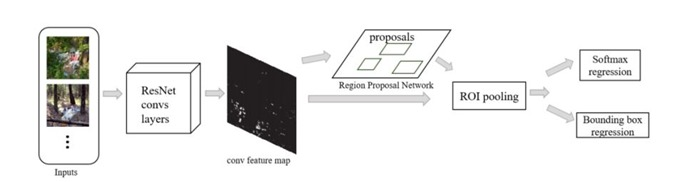 Inputs
ResNet
convs
layers
conv feature map
proposals
Region Proposal Network
ROI pooling
Softmax
regression
Bounding box
regression